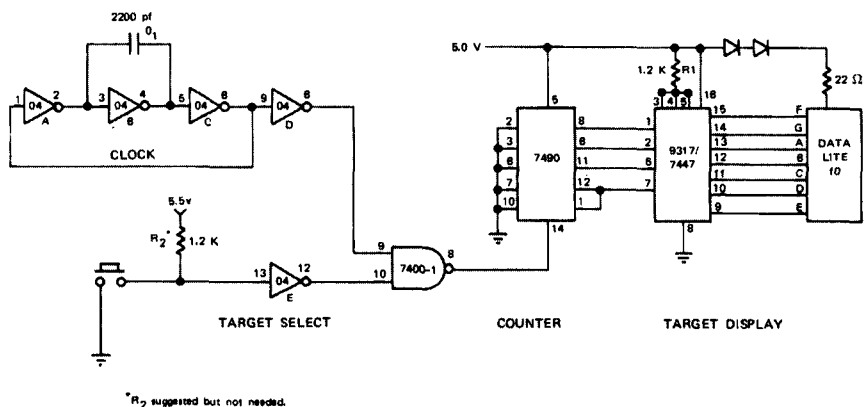 2200 pf
0₁
1 04 2
A
3 04 4
B
5 04 6
C
9 04 8
D
CLOCK
5.5v
R₂* 1.2 K
13 04 12
E
9
10
7400-1
8
TARGET SELECT
5.0 V
5
2
3
6
7
10
7490
8
6
11
12
1
14
COUNTER
1.2 K R1
3 4 5 16
1
2
6
7
9317/
7447
8
15 F
14 G
13 A
12 B
11 C
10 D
9 E
22 Ω
DATA
LITE
10
TARGET DISPLAY
*R₂ suggested but not needed.